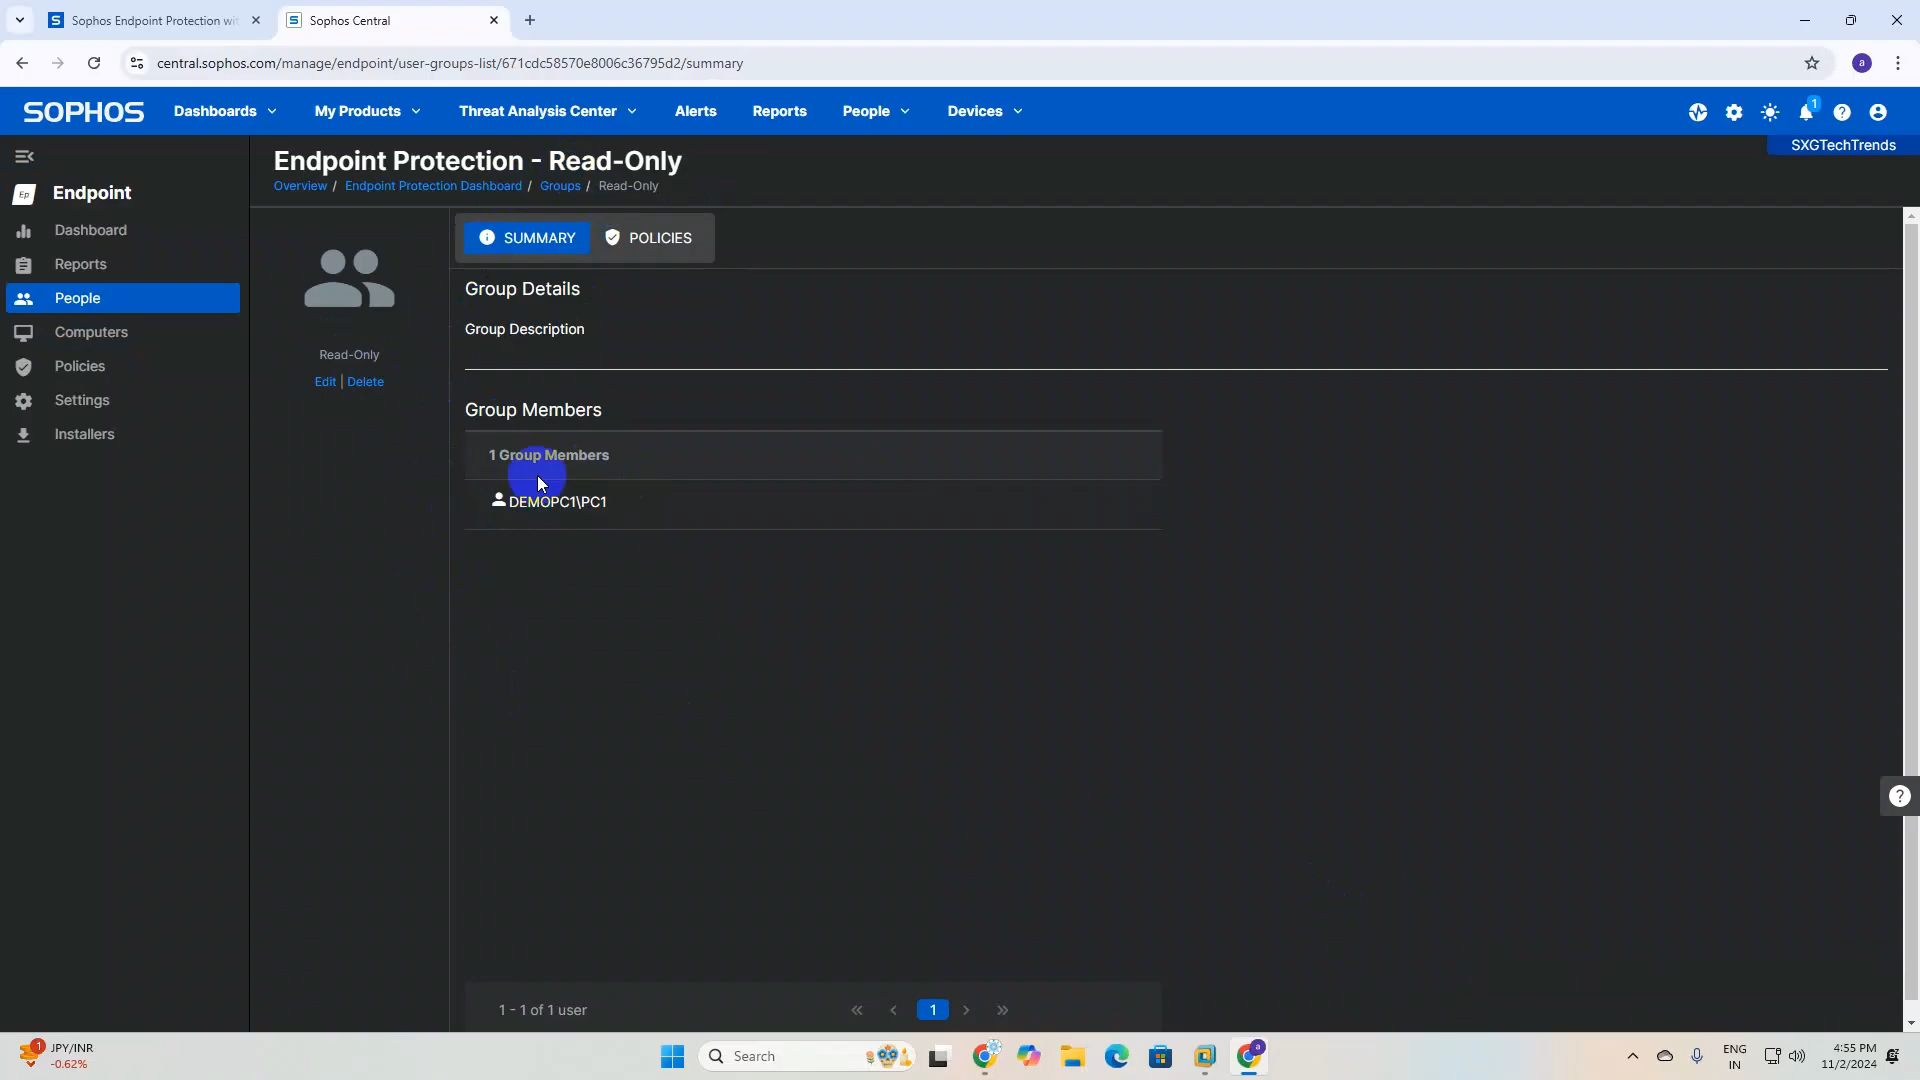 Sophos Endpoint Protection wit
Sophos Central
central.sophos.com/manage/endpoint/user-groups-list/671cdc58570e8006c36795d2/summary
a
SOPHOS
Dashboards
My Products
Threat Analysis Center
Alerts
Reports
People
Devices
1
SXGTechTrends
Ep
Endpoint
Dashboard
Reports
People
Computers
Policies
Settings
Installers
Endpoint Protection - Read-Only
Overview / Endpoint Protection Dashboard / Groups / Read-Only
Read-Only
Edit | Delete
SUMMARY
POLICIES
Group Details
Group Description
Group Members
1 Group Members
DEMOPC1\PC1
1 - 1 of 1 user
« ‹ 1 › »
1
JPY/INR
-0.62%
Search
a
ENG
IN
4:55 PM
11/2/2024